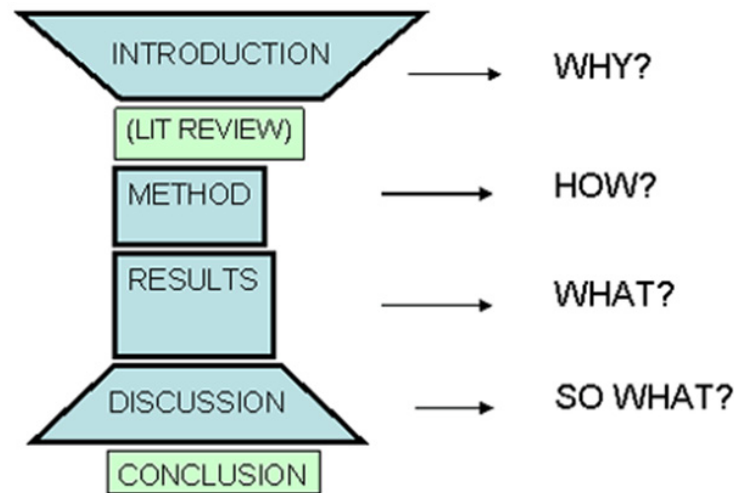 INTRODUCTION
WHY?
(LIT REVIEW)
METHOD
HOW?
RESULTS
WHAT?
DISCUSSION
SO WHAT?
CONCLUSION